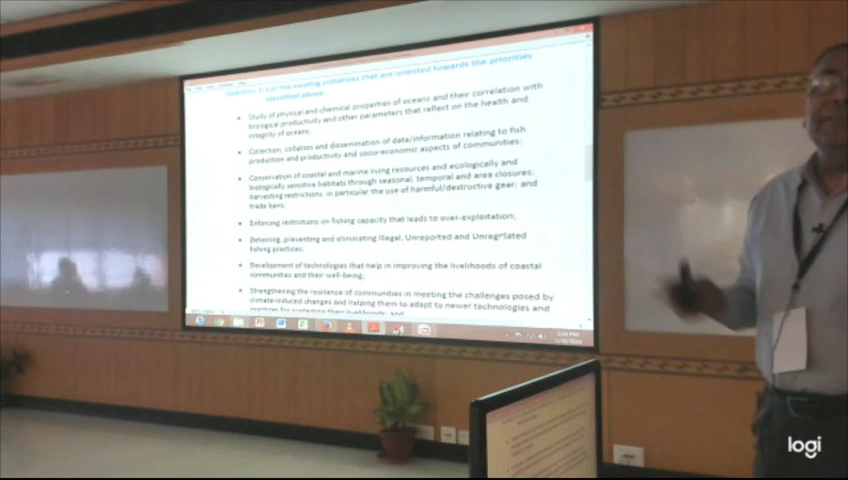 Question 3: List the existing initiatives that are oriented towards the priorities
identified above.
• Study of physical and chemical properties of oceans and their correlation with
biological productivity and other parameters that reflect on the health and
integrity of oceans.
• Collection, collation and dissemination of data/information relating to fish
production and productivity and socio-economic aspects of communities;
• Conservation of coastal and marine living resources and ecologically and
biologically sensitive habitats through seasonal, temporal and area closures;
harvesting restrictions, in particular the use of harmful/destructive gear; and
trade bans.
• Enforcing restrictions on fishing capacity that leads to over-exploitation;
• Deterring, preventing and eliminating Illegal, Unreported and Unregulated
fishing practices;
• Development of technologies that help in improving the livelihoods of coastal
communities and their well-being;
• Strengthening the resilience of communities in meeting the challenges posed by
climate-induced changes and helping them to adapt to newer technologies and
practices for sustaining their livelihoods; and
logi